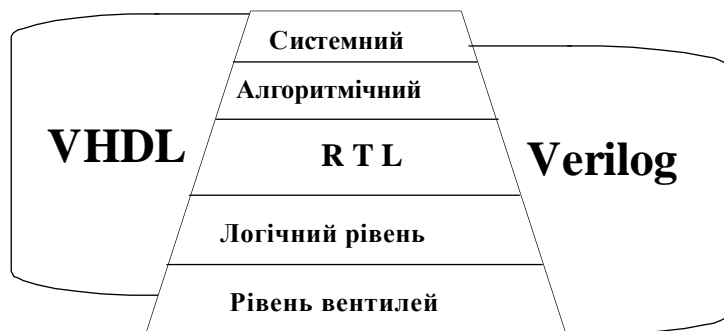 Системний
Алгоритмічний
VHDL
R T L
Verilog
Логічний рівень
Рівень вентилей